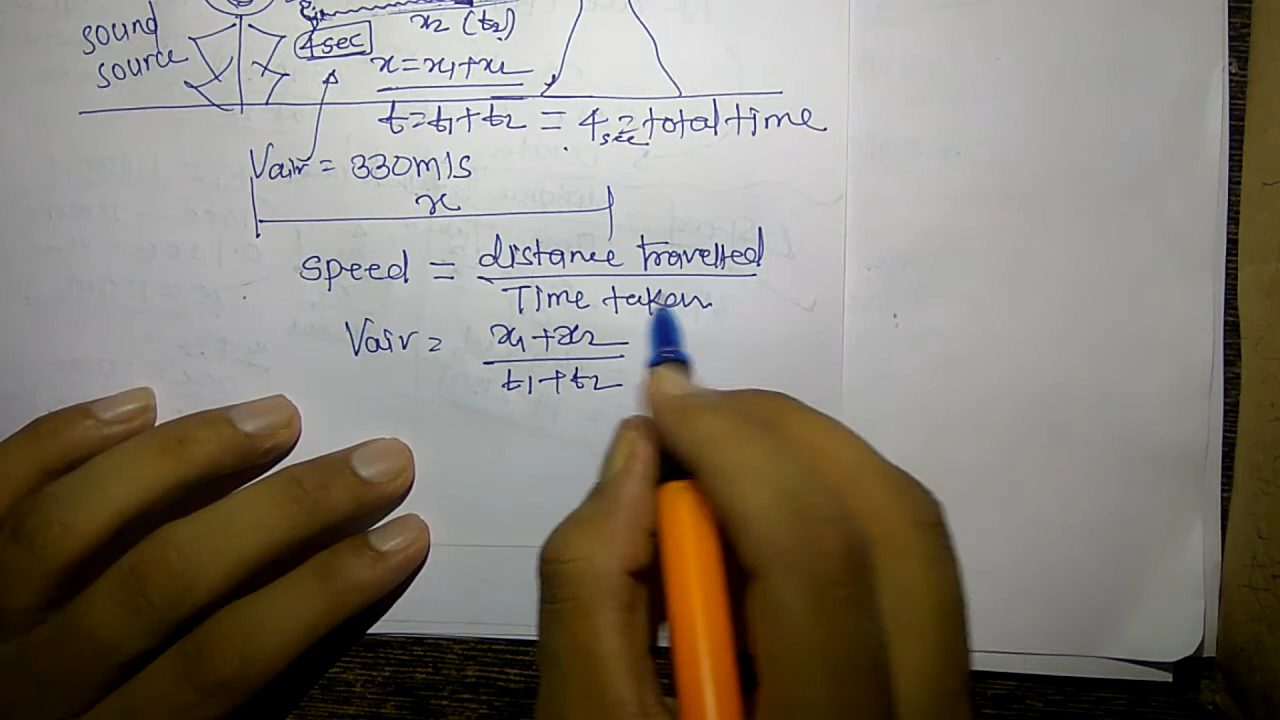 sound
source
4sec
x2 (t2)
x = x1+x2
t = t1 + t2 = 4sec = total time
Vair = 330m/s
x
speed = distance travelled / Time taken
Vair = x1+x2 / t1+t2